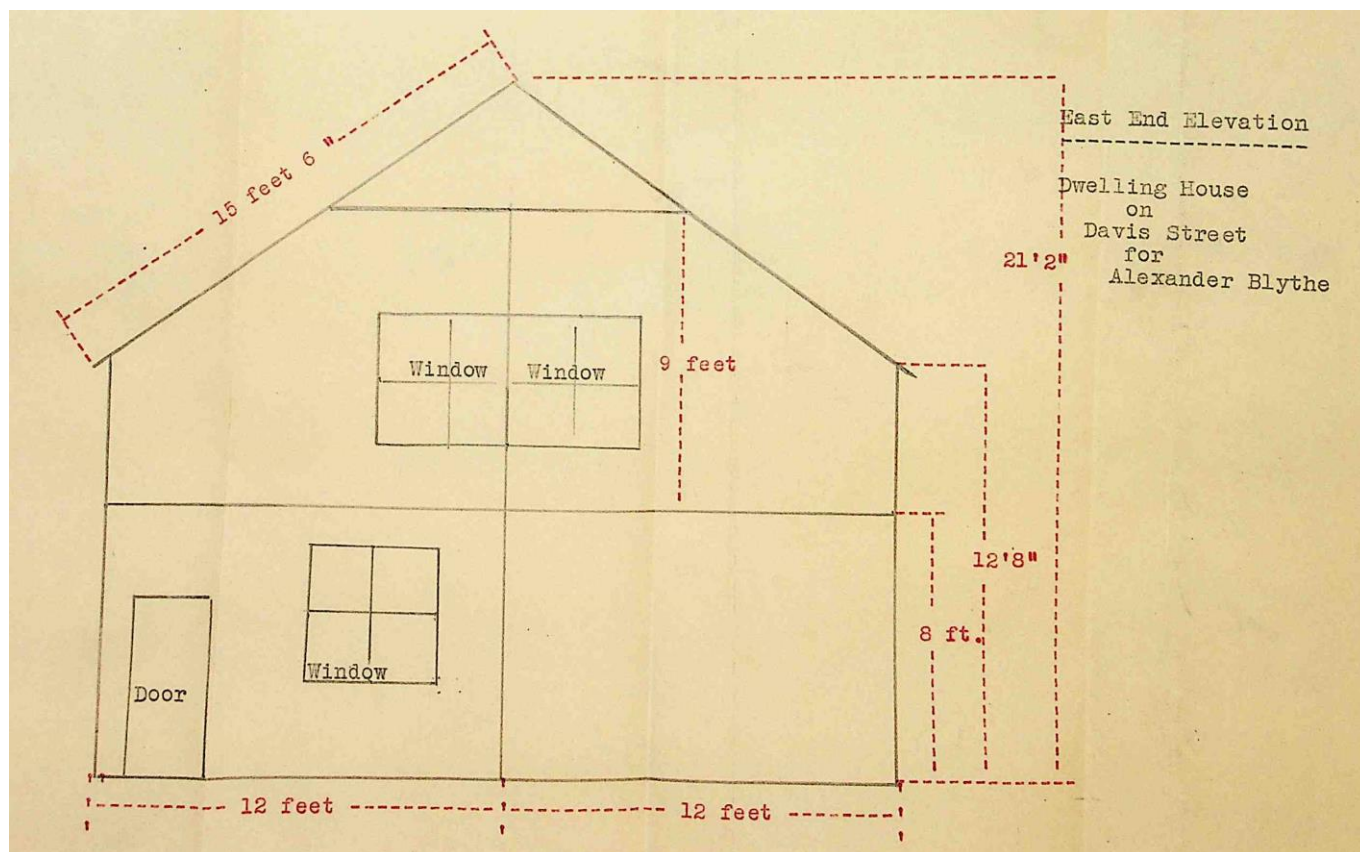 East End Elevation
Dwelling House
on
Davis Street
for
Alexander Blythe
15 feet 6 "
21'2"
Window Window
9 feet
12'8"
8 ft.
Window
Door
12 feet
12 feet